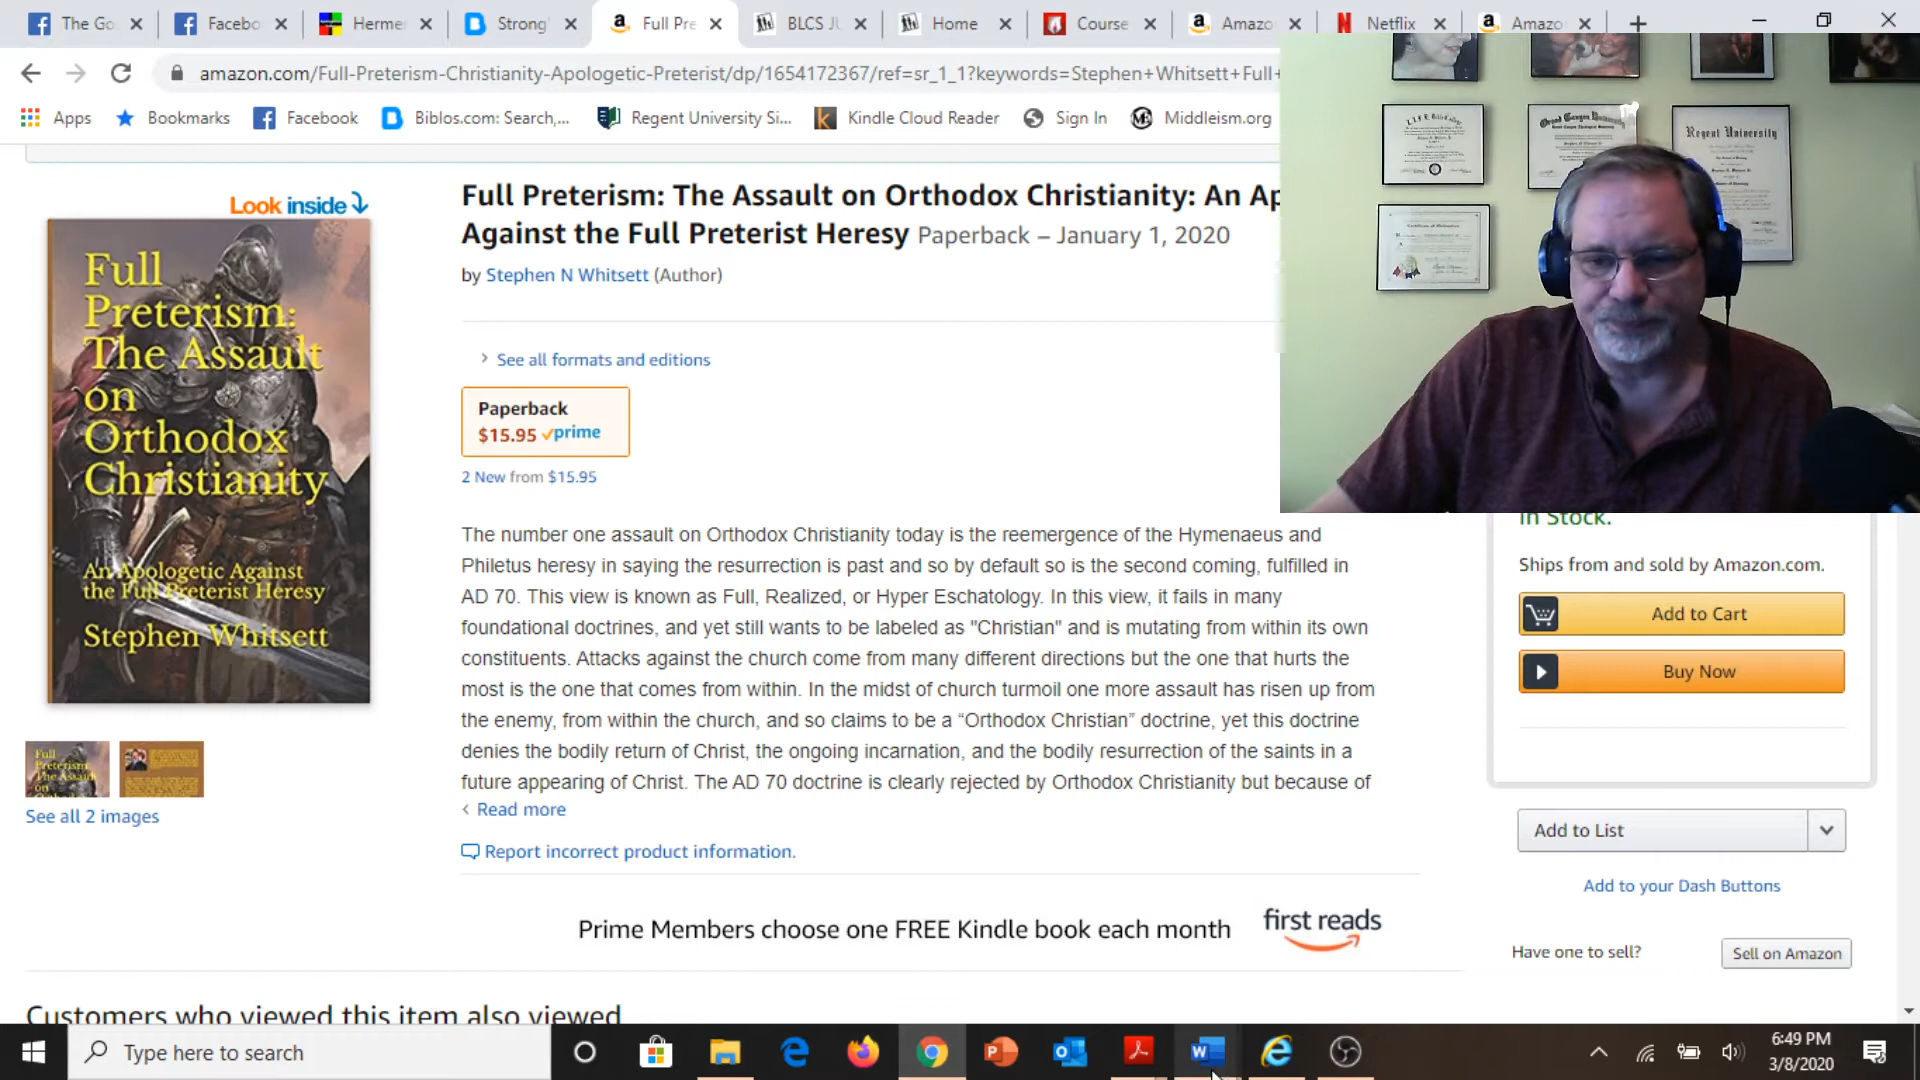 The Go
Facebo
Herme
Strong'
Full Pre
BLCS JU
Home
Course
Amazo
Netflix
Amazo
amazon.com/Full-Preterism-Christianity-Apologetic-Preterist/dp/1654172367/ref=sr_1_1?keywords=Stephen+Whitsett+Full+
Apps
Bookmarks
Facebook
Biblos.com: Search,...
Regent University Si...
Kindle Cloud Reader
Sign In
Middleism.org
Look inside
Full
Preterism:
The Assault
on
Orthodox
Christianity
An Apologetic Against
the Full Preterist Heresy
Stephen Whitsett
See all 2 images
Full Preterism: The Assault on Orthodox Christianity: An Ap
Against the Full Preterist Heresy Paperback – January 1, 2020
by Stephen N Whitsett (Author)
See all formats and editions
Paperback
$15.95 prime
2 New from $15.95
The number one assault on Orthodox Christianity today is the reemergence of the Hymenaeus and
Philetus heresy in saying the resurrection is past and so by default so is the second coming, fulfilled in
AD 70. This view is known as Full, Realized, or Hyper Eschatology. In this view, it fails in many
foundational doctrines, and yet still wants to be labeled as "Christian" and is mutating from within its own
constituents. Attacks against the church come from many different directions but the one that hurts the
most is the one that comes from within. In the midst of church turmoil one more assault has risen up from
the enemy, from within the church, and so claims to be a “Orthodox Christian” doctrine, yet this doctrine
denies the bodily return of Christ, the ongoing incarnation, and the bodily resurrection of the saints in a
future appearing of Christ. The AD 70 doctrine is clearly rejected by Orthodox Christianity but because of
Read more
Report incorrect product information.
Prime Members choose one FREE Kindle book each month
first reads
Customers who viewed this item also viewed
L.I.F.E. Bible College
Grand Canyon University
Regent University
In Stock.
Ships from and sold by Amazon.com.
Add to Cart
Buy Now
Add to List
Add to your Dash Buttons
Have one to sell?
Sell on Amazon
Type here to search
6:49 PM
3/8/2020